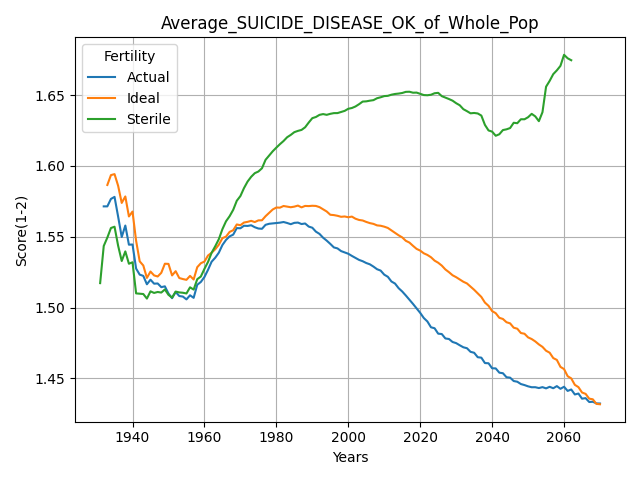 Average_SUICIDE_DISEASE_OK_of_Whole_Pop
Fertility
Actual
Ideal
Sterile
Score(1-2)
1.65
1.60
1.55
1.50
1.45
1940 1960 1980 2000 2020 2040 2060
Years